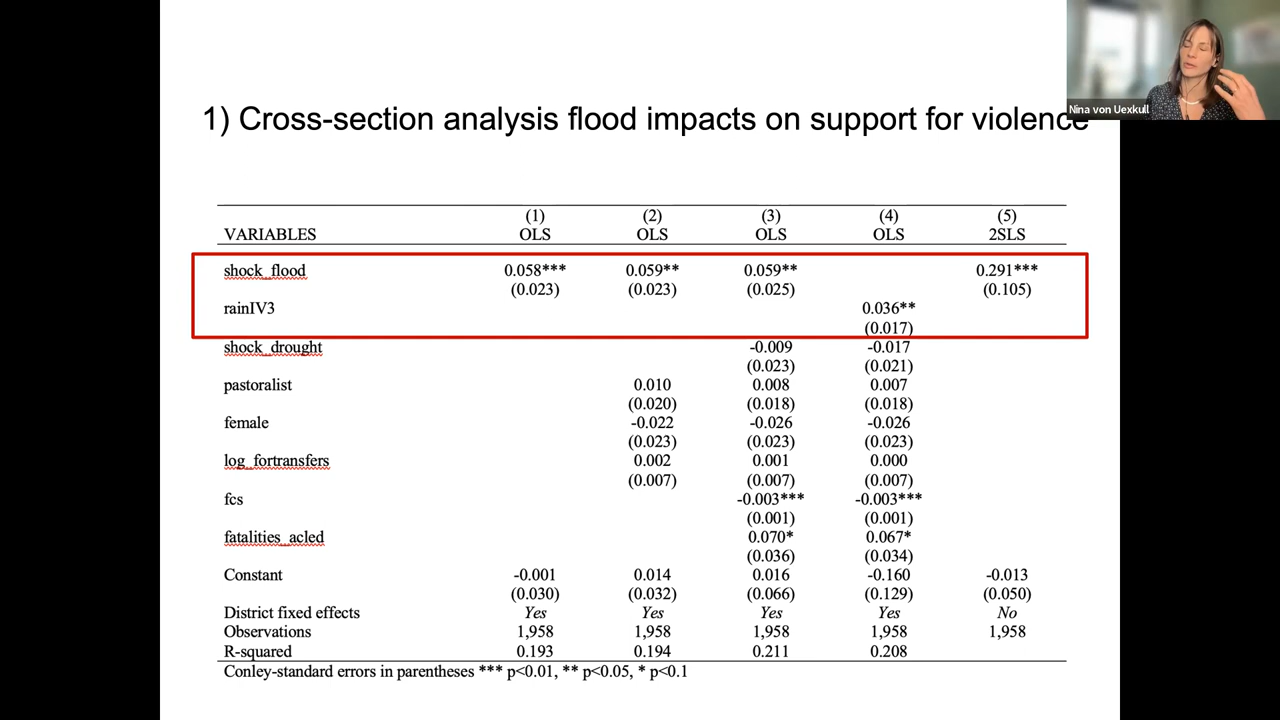 Nina von Uexkull
1) Cross-section analysis flood impacts on support for violence
(1) (2) (3) (4) (5)
VARIABLES OLS OLS OLS OLS 2SLS
shock_flood 0.058*** 0.059** 0.059** 0.291***
(0.023) (0.023) (0.025) (0.105)
rainIV3 0.036**
(0.017)
shock_drought -0.009 -0.017
(0.023) (0.021)
pastoralist 0.010 0.008 0.007
(0.020) (0.018) (0.018)
female -0.022 -0.026 -0.026
(0.023) (0.023) (0.023)
log_fortransfers 0.002 0.001 0.000
(0.007) (0.007) (0.007)
fcs -0.003*** -0.003***
(0.001) (0.001)
fatalities_acled 0.070* 0.067*
(0.036) (0.034)
Constant -0.001 0.014 0.016 -0.160 -0.013
(0.030) (0.032) (0.066) (0.129) (0.050)
District fixed effects Yes Yes Yes Yes No
Observations 1,958 1,958 1,958 1,958 1,958
R-squared 0.193 0.194 0.211 0.208
Conley-standard errors in parentheses *** p<0.01, ** p<0.05, * p<0.1